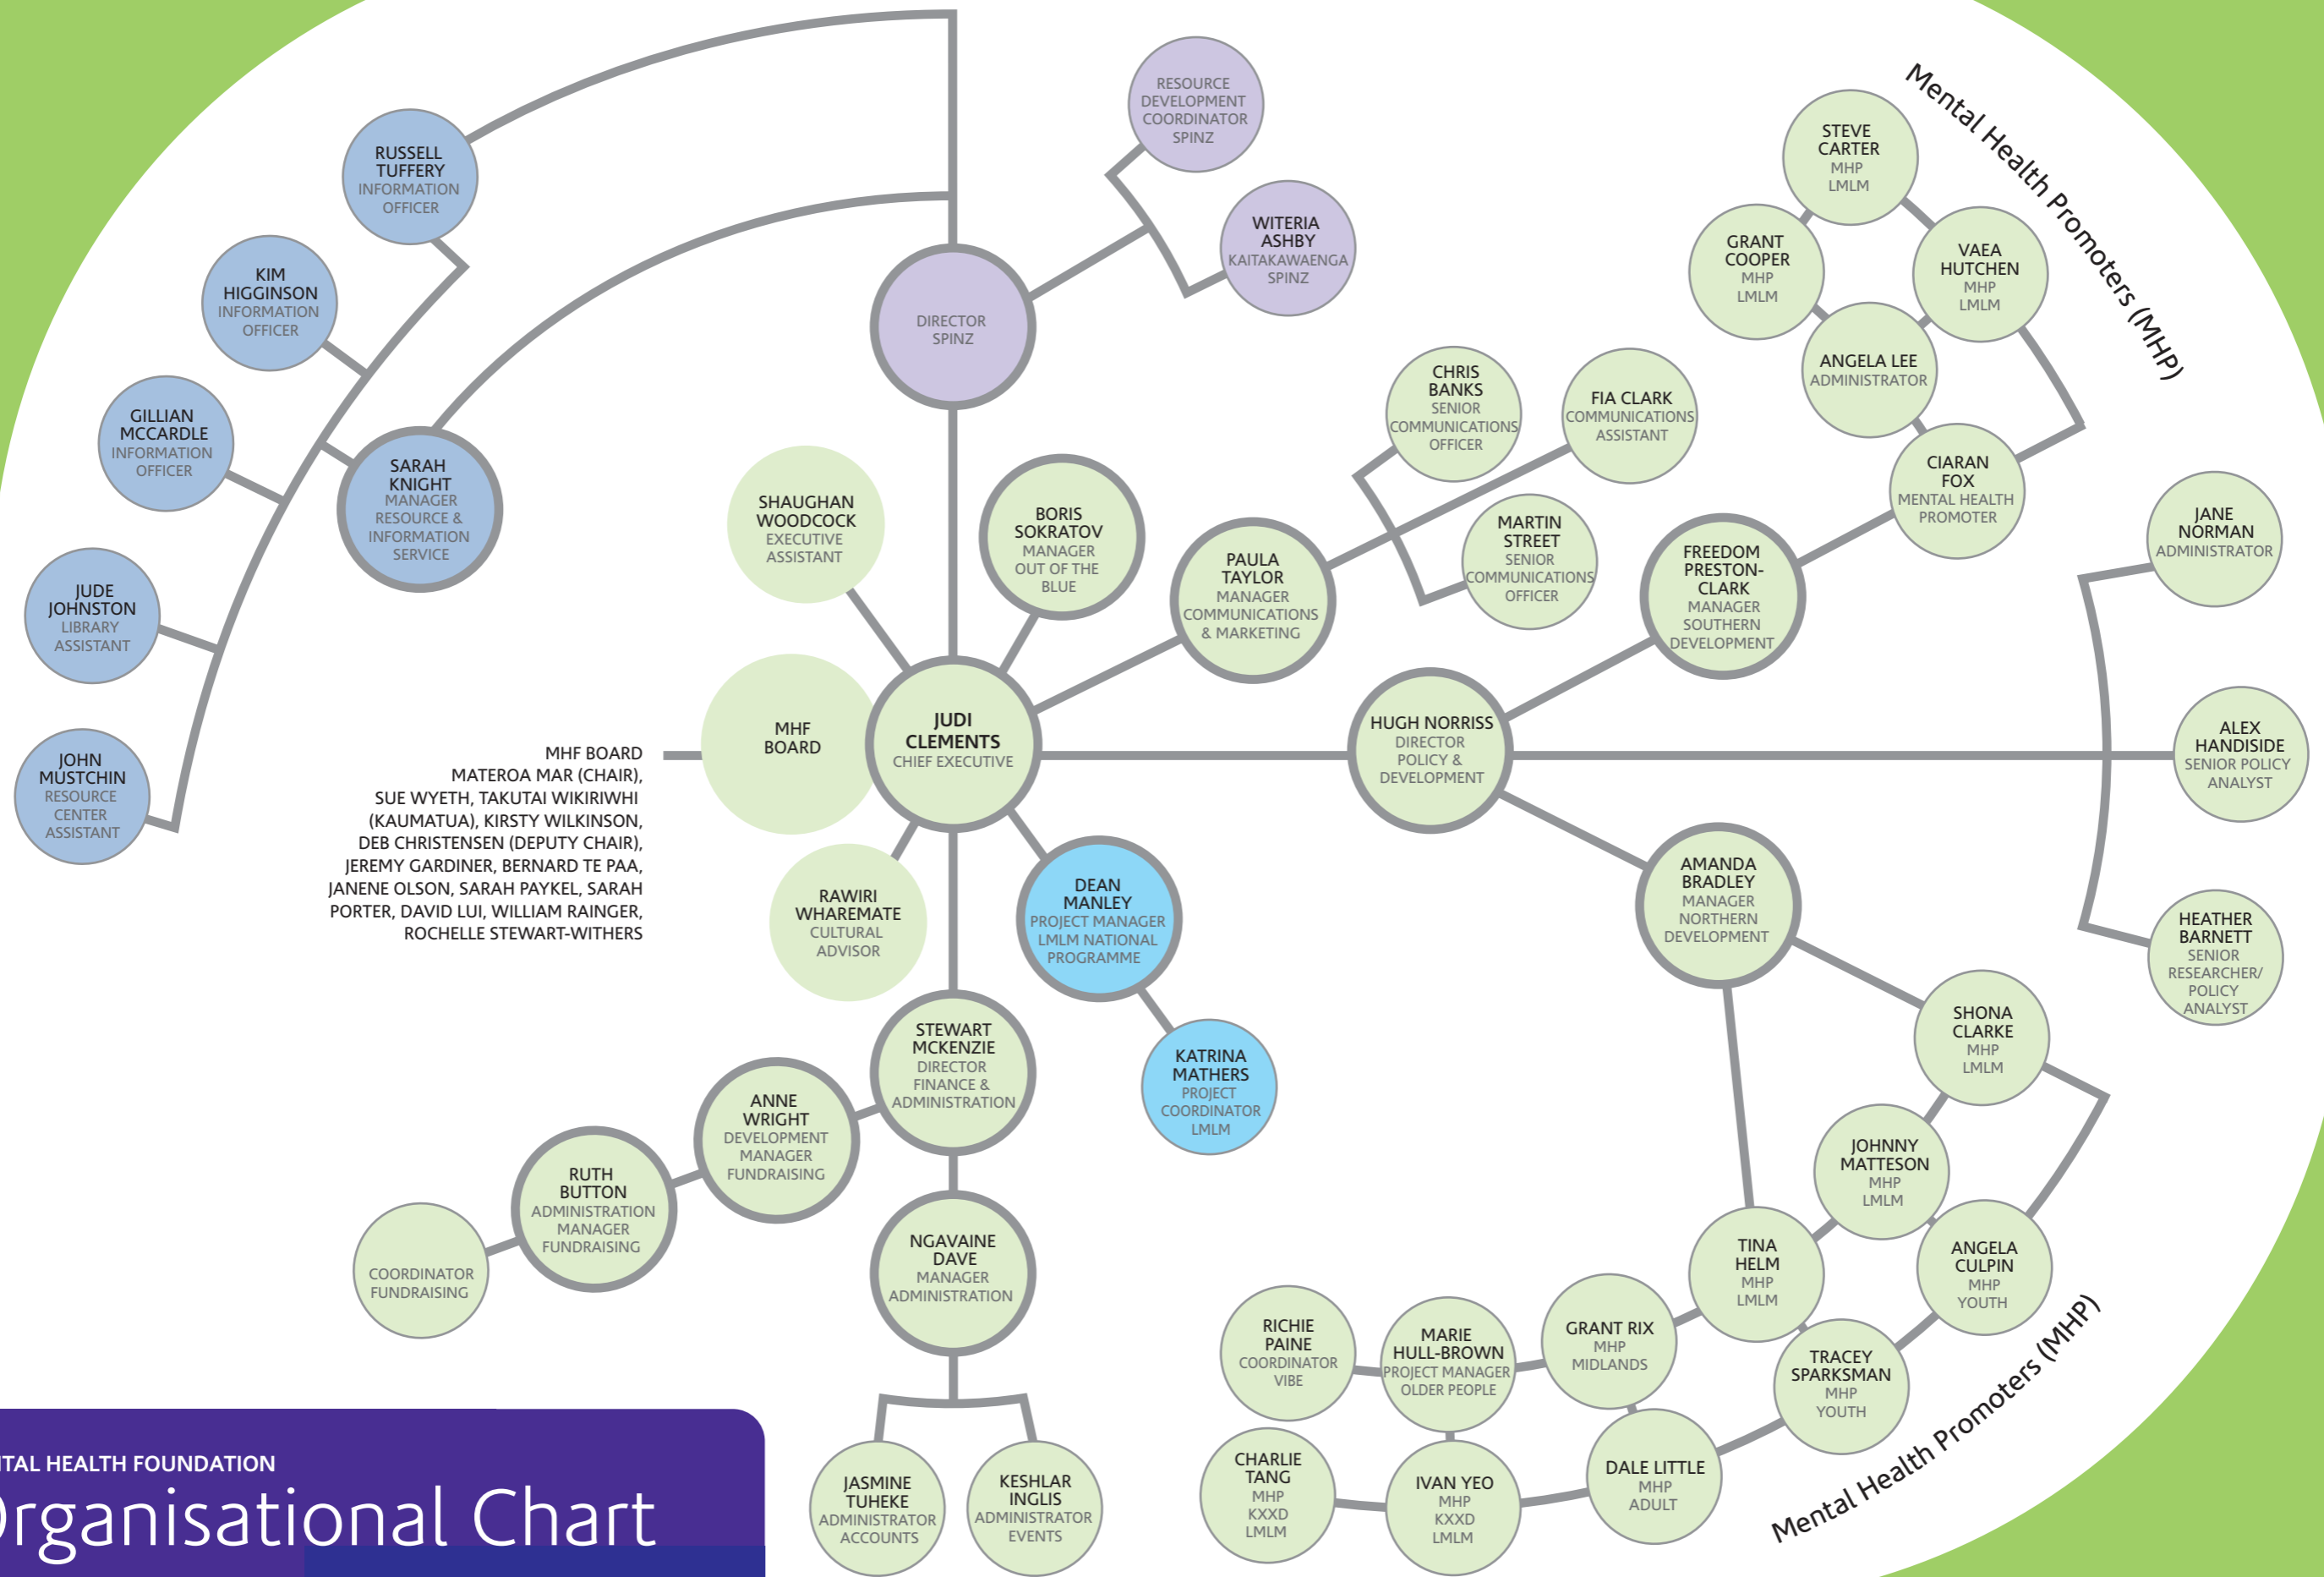 RESOURCE
DEVELOPMENT
COORDINATOR
SPINZ
WITERIA
ASHBY
KAITAKAWAENGA
SPINZ
DIRECTOR
SPINZ
RUSSELL
TUFFERY
INFORMATION
OFFICER
KIM
HIGGINSON
INFORMATION
OFFICER
GILLIAN
MCCARDLE
INFORMATION
OFFICER
JUDE
JOHNSTON
LIBRARY
ASSISTANT
JOHN
MUSTCHIN
RESOURCE
CENTER
ASSISTANT
SARAH
KNIGHT
MANAGER
RESOURCE &
INFORMATION
SERVICE
SHAUGHAN
WOODCOCK
EXECUTIVE
ASSISTANT
BORIS
SOKRATOV
MANAGER
OUT OF THE
BLUE
PAULA
TAYLOR
MANAGER
COMMUNICATIONS
& MARKETING
CHRIS
BANKS
SENIOR
COMMUNICATIONS
OFFICER
FIA CLARK
COMMUNICATIONS
ASSISTANT
MARTIN
STREET
SENIOR
COMMUNICATIONS
OFFICER
Mental Health Promoters (MHP)
STEVE
CARTER
MHP
LMLM
GRANT
COOPER
MHP
LMLM
VAEA
HUTCHEN
MHP
LMLM
ANGELA LEE
ADMINISTRATOR
CIARAN
FOX
MENTAL HEALTH
PROMOTER
FREEDOM
PRESTON-
CLARK
MANAGER
SOUTHERN
DEVELOPMENT
JANE
NORMAN
ADMINISTRATOR
ALEX
HANDISIDE
SENIOR POLICY
ANALYST
HEATHER
BARNETT
SENIOR
RESEARCHER/
POLICY
ANALYST
MHF
BOARD
JUDI
CLEMENTS
CHIEF EXECUTIVE
HUGH NORRISS
DIRECTOR
POLICY &
DEVELOPMENT
MHF BOARD
MATEROA MAR (CHAIR),
SUE WYETH, TAKUTAI WIKIRIWHI
(KAUMATUA), KIRSTY WILKINSON,
DEB CHRISTENSEN (DEPUTY CHAIR),
JEREMY GARDINER, BERNARD TE PAA,
JANENE OLSON, SARAH PAYKEL, SARAH
PORTER, DAVID LUI, WILLIAM RAINGER,
ROCHELLE STEWART-WITHERS
RAWIRI
WHAREMATE
CULTURAL
ADVISOR
DEAN
MANLEY
PROJECT MANAGER
LMLM NATIONAL
PROGRAMME
KATRINA
MATHERS
PROJECT
COORDINATOR
LMLM
STEWART
MCKENZIE
DIRECTOR
FINANCE &
ADMINISTRATION
ANNE
WRIGHT
DEVELOPMENT
MANAGER
FUNDRAISING
RUTH
BUTTON
ADMINISTRATION
MANAGER
FUNDRAISING
COORDINATOR
FUNDRAISING
NGAVAINE
DAVE
MANAGER
ADMINISTRATION
JASMINE
TUHEKE
ADMINISTRATOR
ACCOUNTS
KESHLAR
INGLIS
ADMINISTRATOR
EVENTS
AMANDA
BRADLEY
MANAGER
NORTHERN
DEVELOPMENT
SHONA
CLARKE
MHP
LMLM
JOHNNY
MATTESON
MHP
LMLM
ANGELA
CULPIN
MHP
YOUTH
TINA
HELM
MHP
LMLM
TRACEY
SPARKSMAN
MHP
YOUTH
GRANT RIX
MHP
MIDLANDS
MARIE
HULL-BROWN
PROJECT MANAGER
OLDER PEOPLE
RICHIE
PAINE
COORDINATOR
VIBE
CHARLIE
TANG
MHP
KXXD
LMLM
IVAN YEO
MHP
KXXD
LMLM
DALE LITTLE
MHP
ADULT
Mental Health Promoters (MHP)
NTAL HEALTH FOUNDATION
Organisational Chart